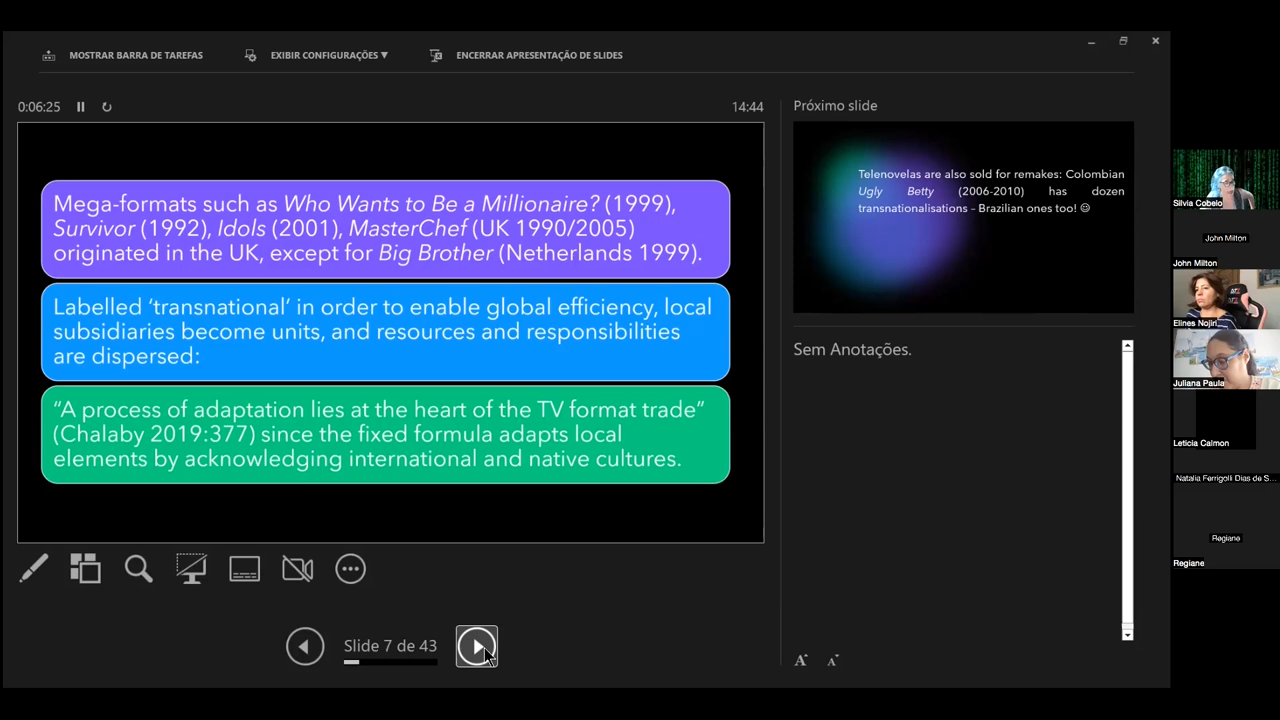 MOSTRAR BARRA DE TAREFAS
EXIBIR CONFIGURAÇÕES ▼
ENCERRAR APRESENTAÇÃO DE SLIDES
0:06:25
14:44
Mega-formats such as Who Wants to Be a Millionaire? (1999),
Survivor (1992), Idols (2001), MasterChef (UK 1990/2005)
originated in the UK, except for Big Brother (Netherlands 1999).
Labelled ‘transnational’ in order to enable global efficiency, local
subsidiaries become units, and resources and responsibilities
are dispersed:
“A process of adaptation lies at the heart of the TV format trade”
(Chalaby 2019:377) since the fixed formula adapts local
elements by acknowledging international and native cultures.
Slide 7 de 43
Próximo slide
Telenovelas are also sold for remakes: Colombian
Ugly Betty (2006-2010) has dozen
transnationalisations – Brazilian ones too! ☺
Sem Anotações.
A A
Silvia Cobelo
John Milton
John Milton
Elines Nojiri
Juliana Paula
Leticia Calmon
Natalia Ferrigolli Dias de S...
Regiane
Regiane